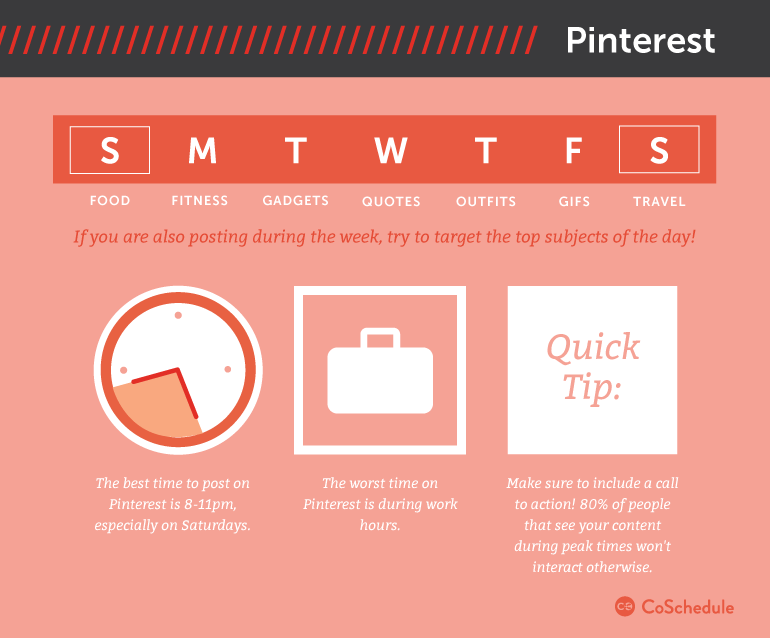 Pinterest
S M T W T F S
FOOD FITNESS GADGETS QUOTES OUTFITS GIFS TRAVEL
If you are also posting during the week, try to target the top subjects of the day!
Quick
Tip:
The best time to post on
Pinterest is 8-11pm,
especially on Saturdays.
The worst time on
Pinterest is during work
hours.
Make sure to include a call
to action! 80% of people
that see your content
during peak times won't
interact otherwise.
CoSchedule